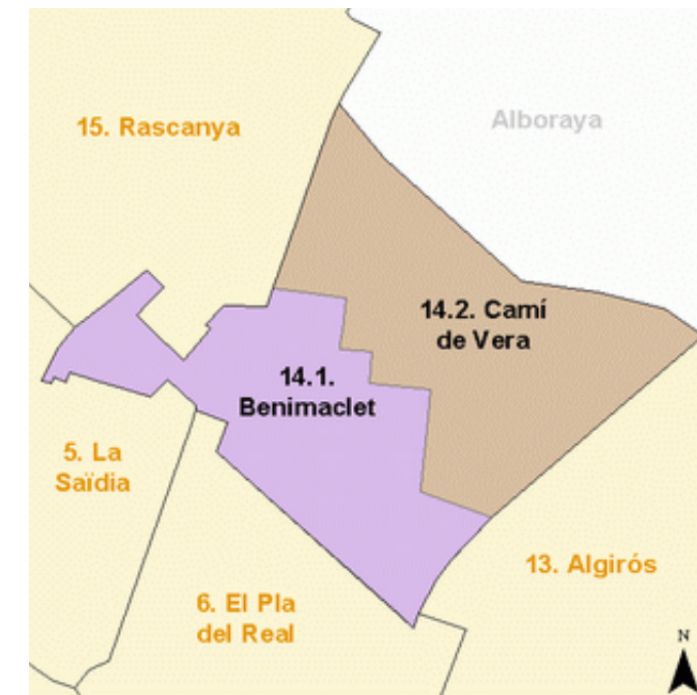 15. Rascanya
Alboraya
14.2. Camí
de Vera
14.1.
Benimaclet
5. La
Saïdia
13. Algirós
6. El Pla
del Real
N